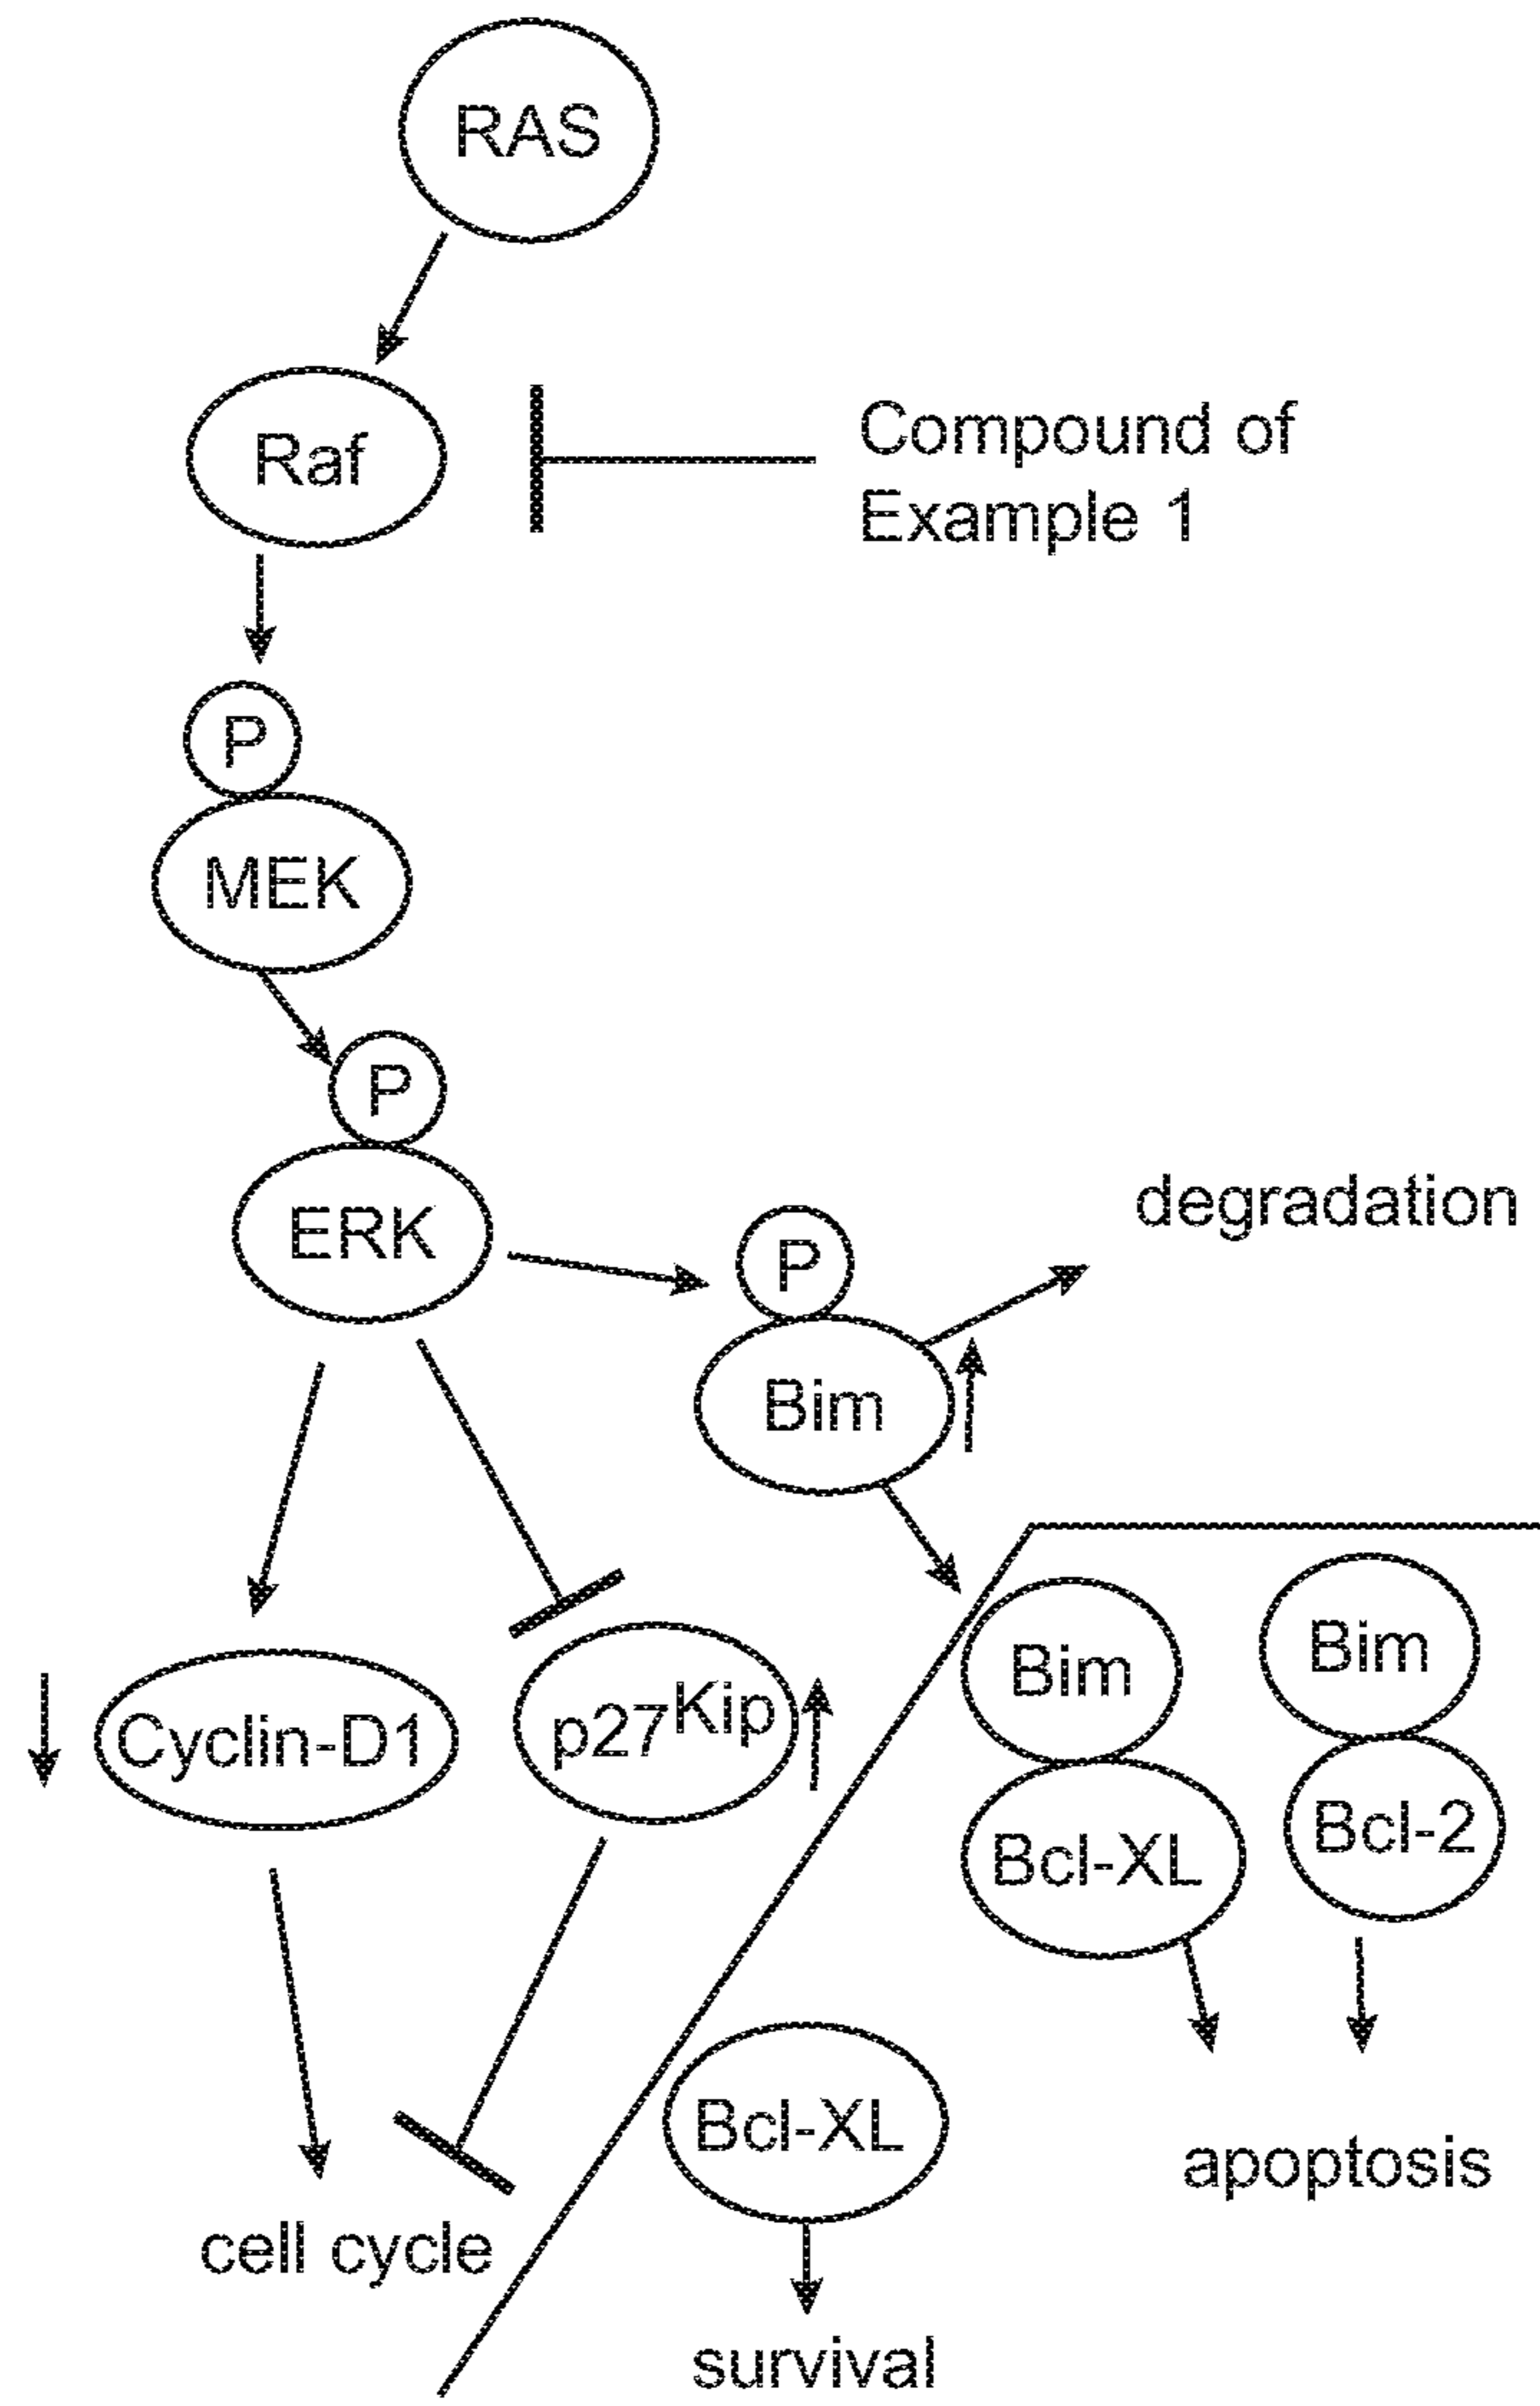 RAS
Raf
Compound of
Example 1
P
MEK
P
ERK
degradation
P
Bim
Bim
Bim
Cyclin-D1
p27Kip
Bcl-XL
Bcl-2
Bcl-XL
apoptosis
cell cycle
survival